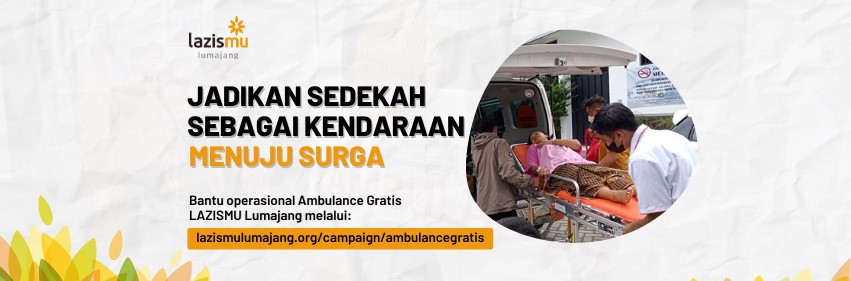 lazismu
lumajang
JADIKAN SEDEKAH
SEBAGAI KENDARAAN
MENUJU SURGA
Bantu operasional Ambulance Gratis
LAZISMU Lumajang melalui:
lazismulumajang.org/campaign/ambulancegratis